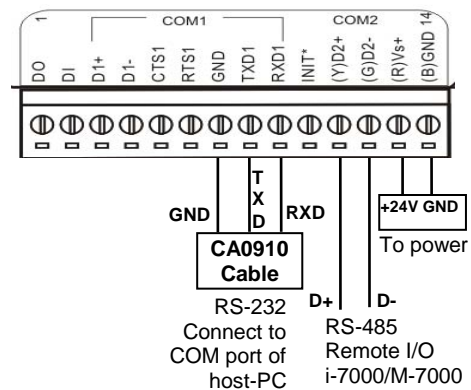 COM1
COM2
1
DO
DI
D1+
D1-
CTS1
RTS1
GND
TXD1
RXD1
INIT*
(Y)D2+
(G)D2-
(R)Vs+
(B)GND
14
GND
TXD
RXD
+24V GND
To power
CA0910
Cable
RS-232
Connect to
COM port of
host-PC
D+
D-
RS-485
Remote I/O
i-7000/M-7000